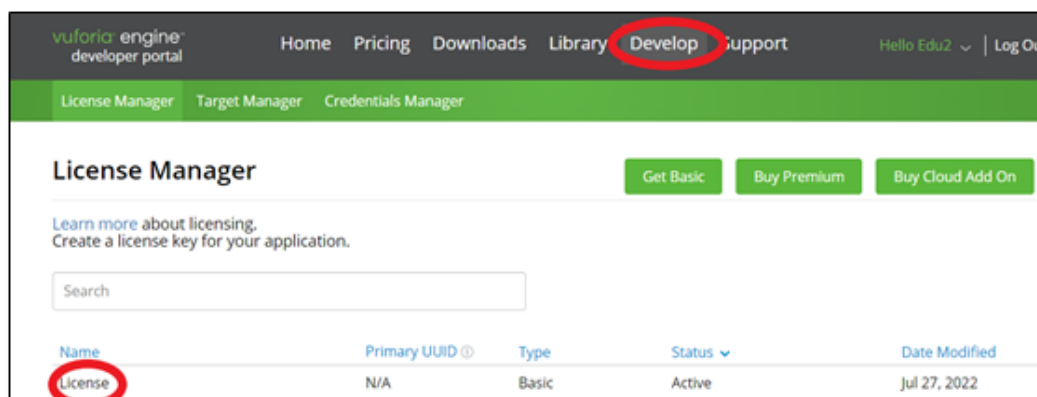 vuforia engine
developer portal
Home Pricing Downloads Library Develop Support Hello Edu2 Log Ou
License Manager Target Manager Credentials Manager
License Manager Get Basic Buy Premium Buy Cloud Add On
Learn more about licensing.
Create a license key for your application.
Search
Name Primary UUID Type Status Date Modified
License N/A Basic Active Jul 27, 2022